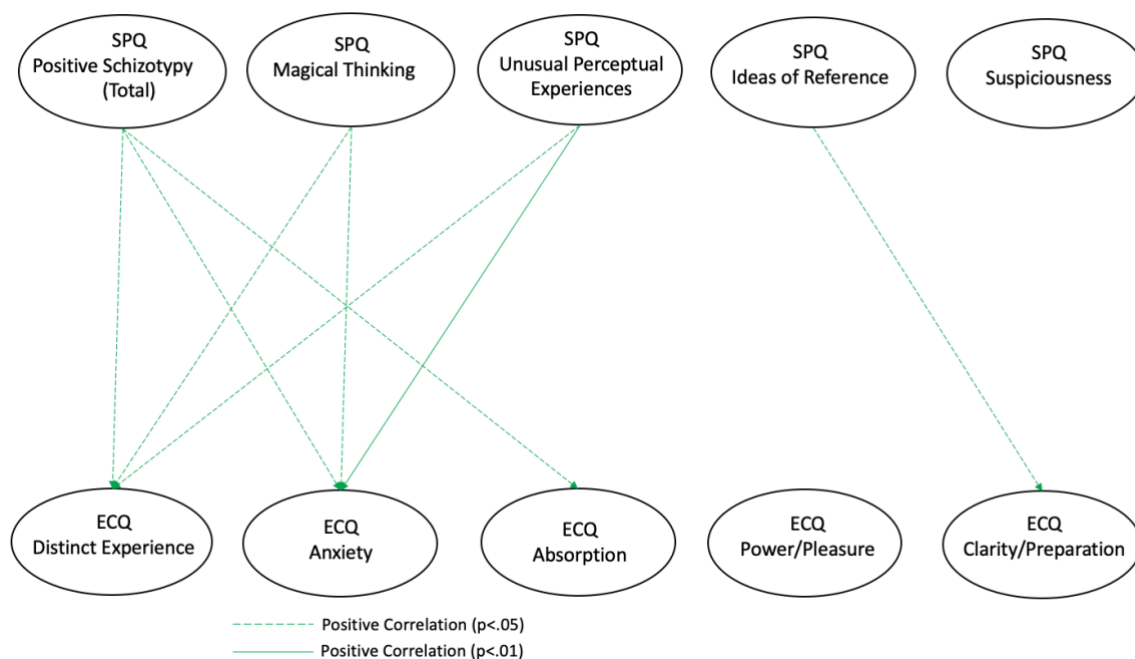 SPQ
Positive Schizotypy
(Total)
SPQ
Magical Thinking
SPQ
Unusual Perceptual
Experiences
SPQ
Ideas of Reference
SPQ
Suspiciousness
ECQ
Distinct Experience
ECQ
Anxiety
ECQ
Absorption
ECQ
Power/Pleasure
ECQ
Clarity/Preparation
Positive Correlation (p<.05)
Positive Correlation (p<.01)